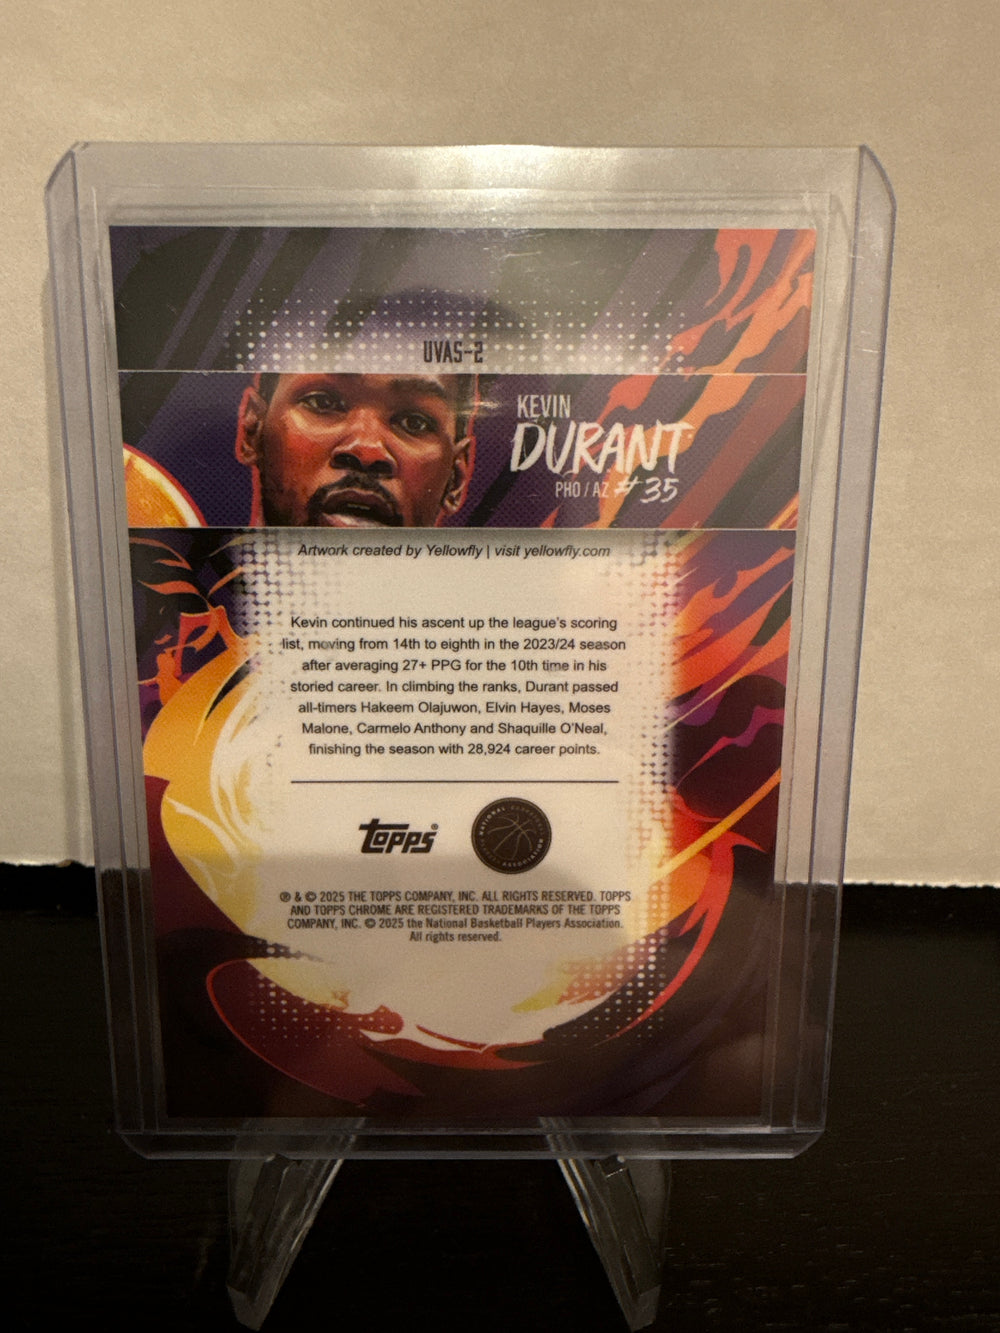 UVAS-2
KEVIN
DURANT
PHO / AZ #35
Artwork created by Yellowfly | visit yellowfly.com
Kevin continued his ascent up the league's scoring
list, moving from 14th to eighth in the 2023/24 season
after averaging 27+ PPG for the 10th time in his
storied career. In climbing the ranks, Durant passed
all-timers Hakeem Olajuwon, Elvin Hayes, Moses
Malone, Carmelo Anthony and Shaquille O'Neal,
finishing the season with 28,924 career points.
Topps®
NATIONAL BASKETBALL PLAYERS ASSOCIATION
® & © 2025 THE TOPPS COMPANY, INC. ALL RIGHTS RESERVED. TOPPS
AND TOPPS CHROME ARE REGISTERED TRADEMARKS OF THE TOPPS
COMPANY, INC. © 2025 the National Basketball Players Association.
All rights reserved.